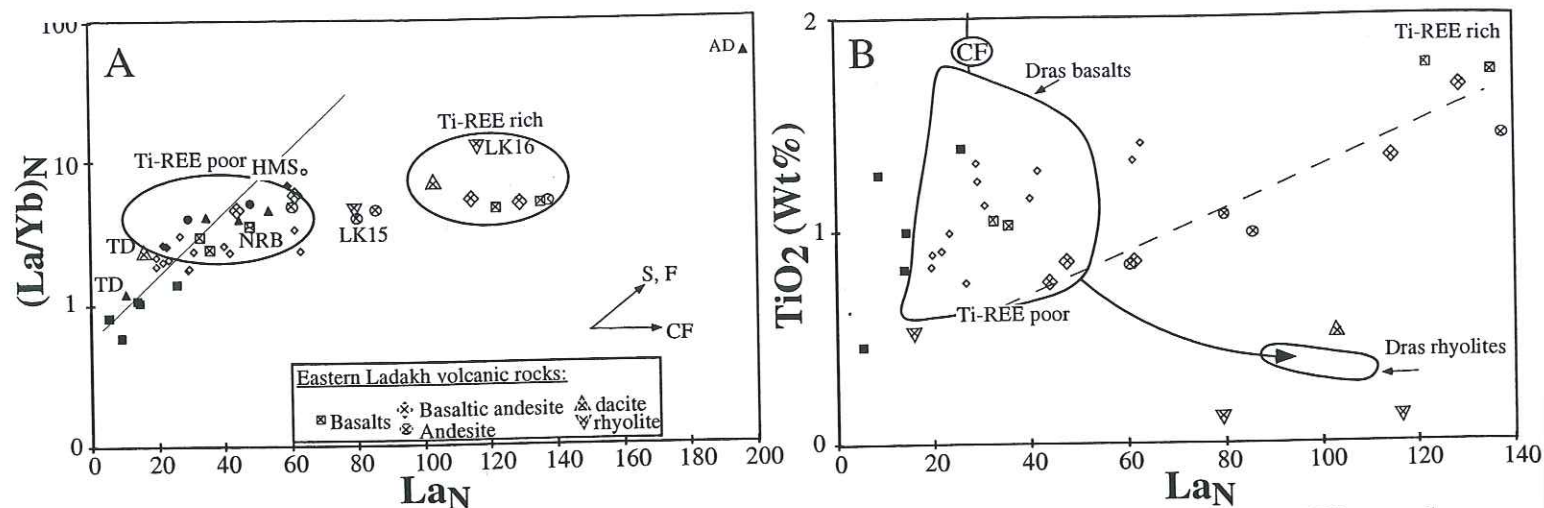 A
100
10
1
0
(La/Yb)N
0 20 40 60 80 100 120 140 160 180 200
LaN
AD
Ti-REE rich
LK16
Ti-REE poor
HMS
LK15
NRB
TD
TD
S, F
CF
Eastern Ladakh volcanic rocks:
Basalts Basaltic andesite dacite
Andesite rhyolite
B
2
1
0
TiO2 (Wt%)
0 20 40 60 80 100 120 140
LaN
CF
Dras basalts
Ti-REE rich
Ti-REE poor
Dras rhyolites